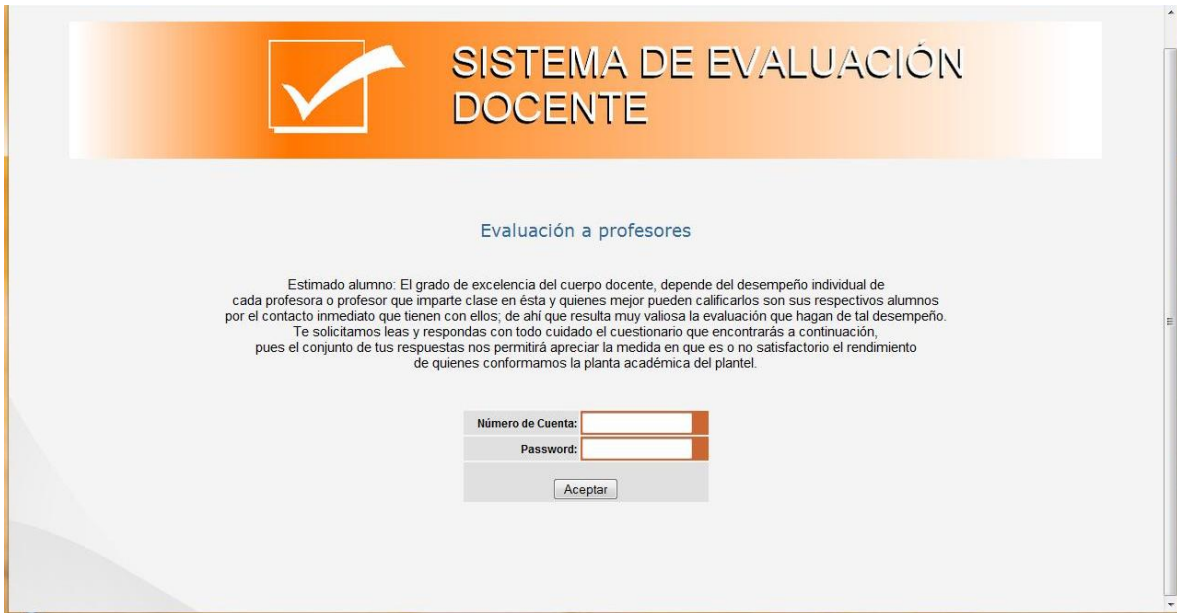 SISTEMA DE EVALUACIÓN
DOCENTE
Evaluación a profesores
Estimado alumno: El grado de excelencia del cuerpo docente, depende del desempeño individual de
cada profesora o profesor que imparte clase en ésta y quienes mejor pueden calificarlos son sus respectivos alumnos
por el contacto inmediato que tienen con ellos; de ahí que resulta muy valiosa la evaluación que hagan de tal desempeño.
Te solicitamos leas y respondas con todo cuidado el cuestionario que encontrarás a continuación,
pues el conjunto de tus respuestas nos permitirá apreciar la medida en que es o no satisfactorio el rendimiento
de quienes conformamos la planta académica del plantel.
Número de Cuenta:
Password:
Aceptar